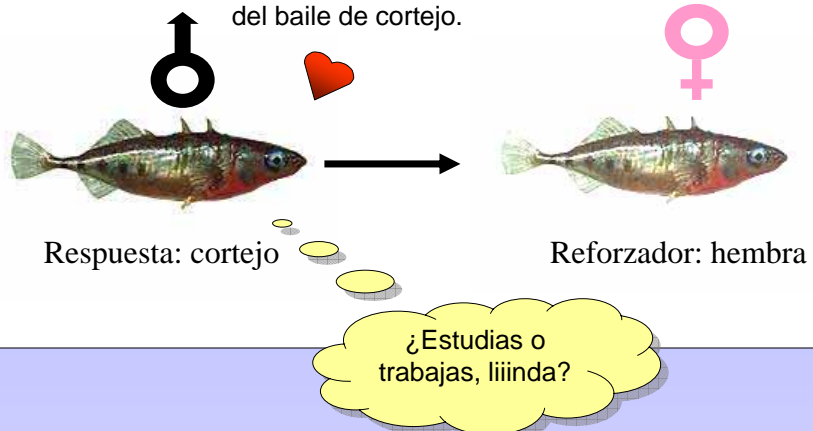 del baile de cortejo.
Respuesta: cortejo
Reforzador: hembra
¿Estudias o
trabajas, liiinda?